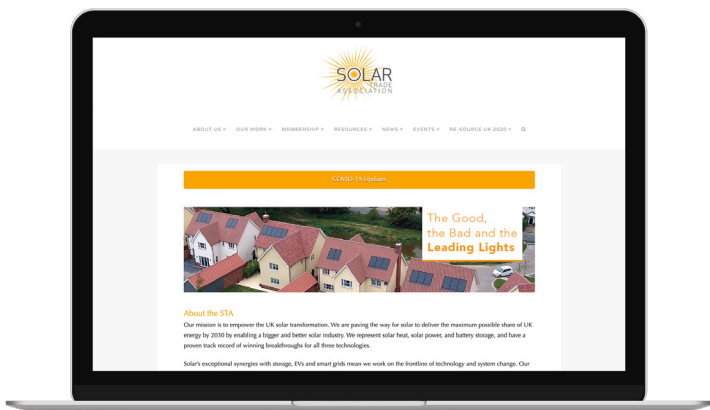 SOLAR
TRADE
ASSOCIATION
ABOUT US
OUR WORK
MEMBERSHIP
RESOURCES
NEWS
EVENTS
RE-SOURCE UK 2020
COVID-19 Updates
The Good,
the Bad and the
Leading Lights
About the STA
Our mission is to empower the UK solar transformation. We are paving the way for solar to deliver the maximum possible share of UK
energy by 2030 by enabling a bigger and better solar industry. We represent solar heat, solar power, and battery storage, and have a
proven track record of winning breakthroughs for all three technologies.
Solar's exceptional synergies with storage, EVs and smart grids mean we work on the frontline of technology and system change. Our